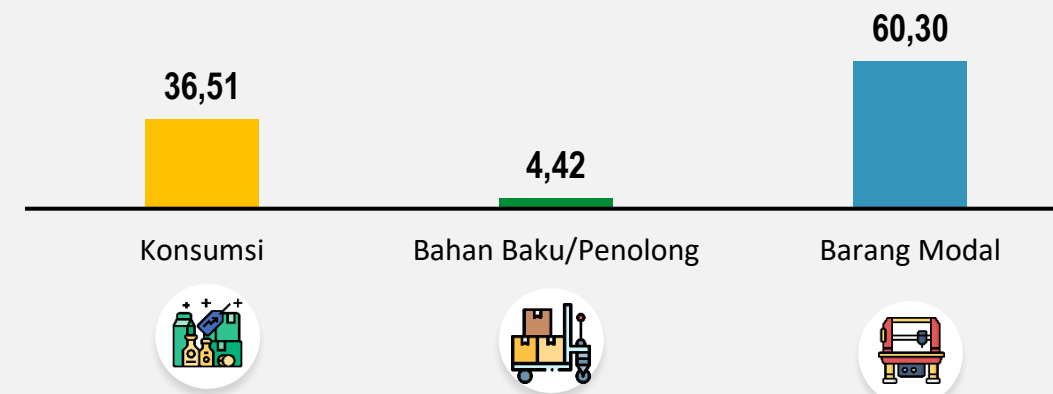 60,30
36,51
4,42
Konsumsi
Bahan Baku/Penolong
Barang Modal